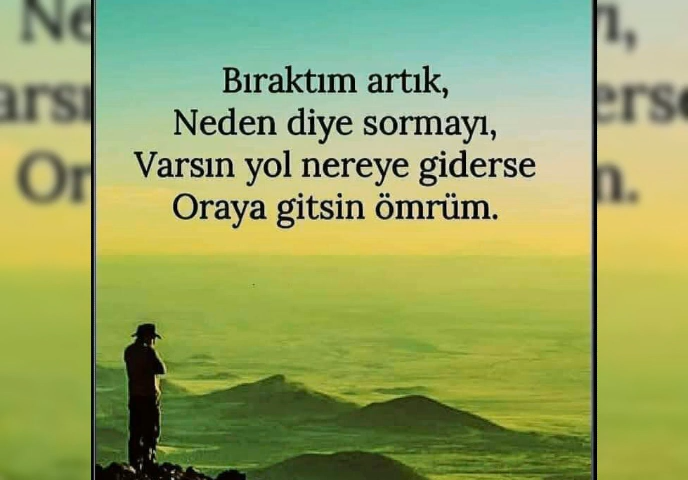 Bıraktım artık,
Neden diye sormayı,
Varsın yol nereye giderse
Oraya gitsin ömrüm.